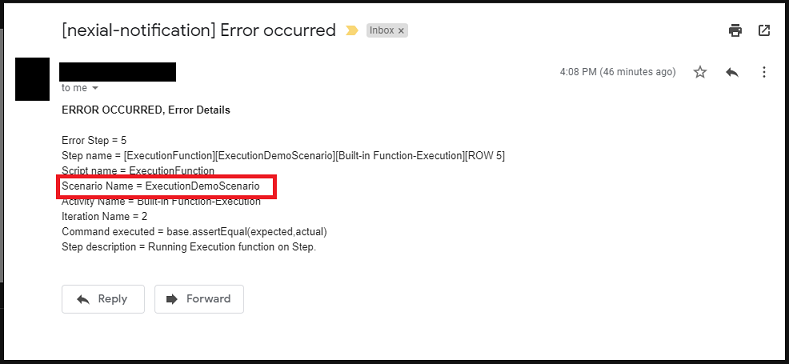 [nexial-notification] Error occurred Inbox ×
4:08 PM (46 minutes ago)
to me
ERROR OCCURRED, Error Details
Error Step = 5
Step name = [ExecutionFunction][ExecutionDemoScenario][Built-in Function-Execution][ROW 5]
Script name = ExecutionFunction
Scenario Name = ExecutionDemoScenario
Activity Name = Built-in Function-Execution
Iteration Name = 2
Command executed = base.assertEqual(expected,actual)
Step description = Running Execution function on Step.
Reply Forward